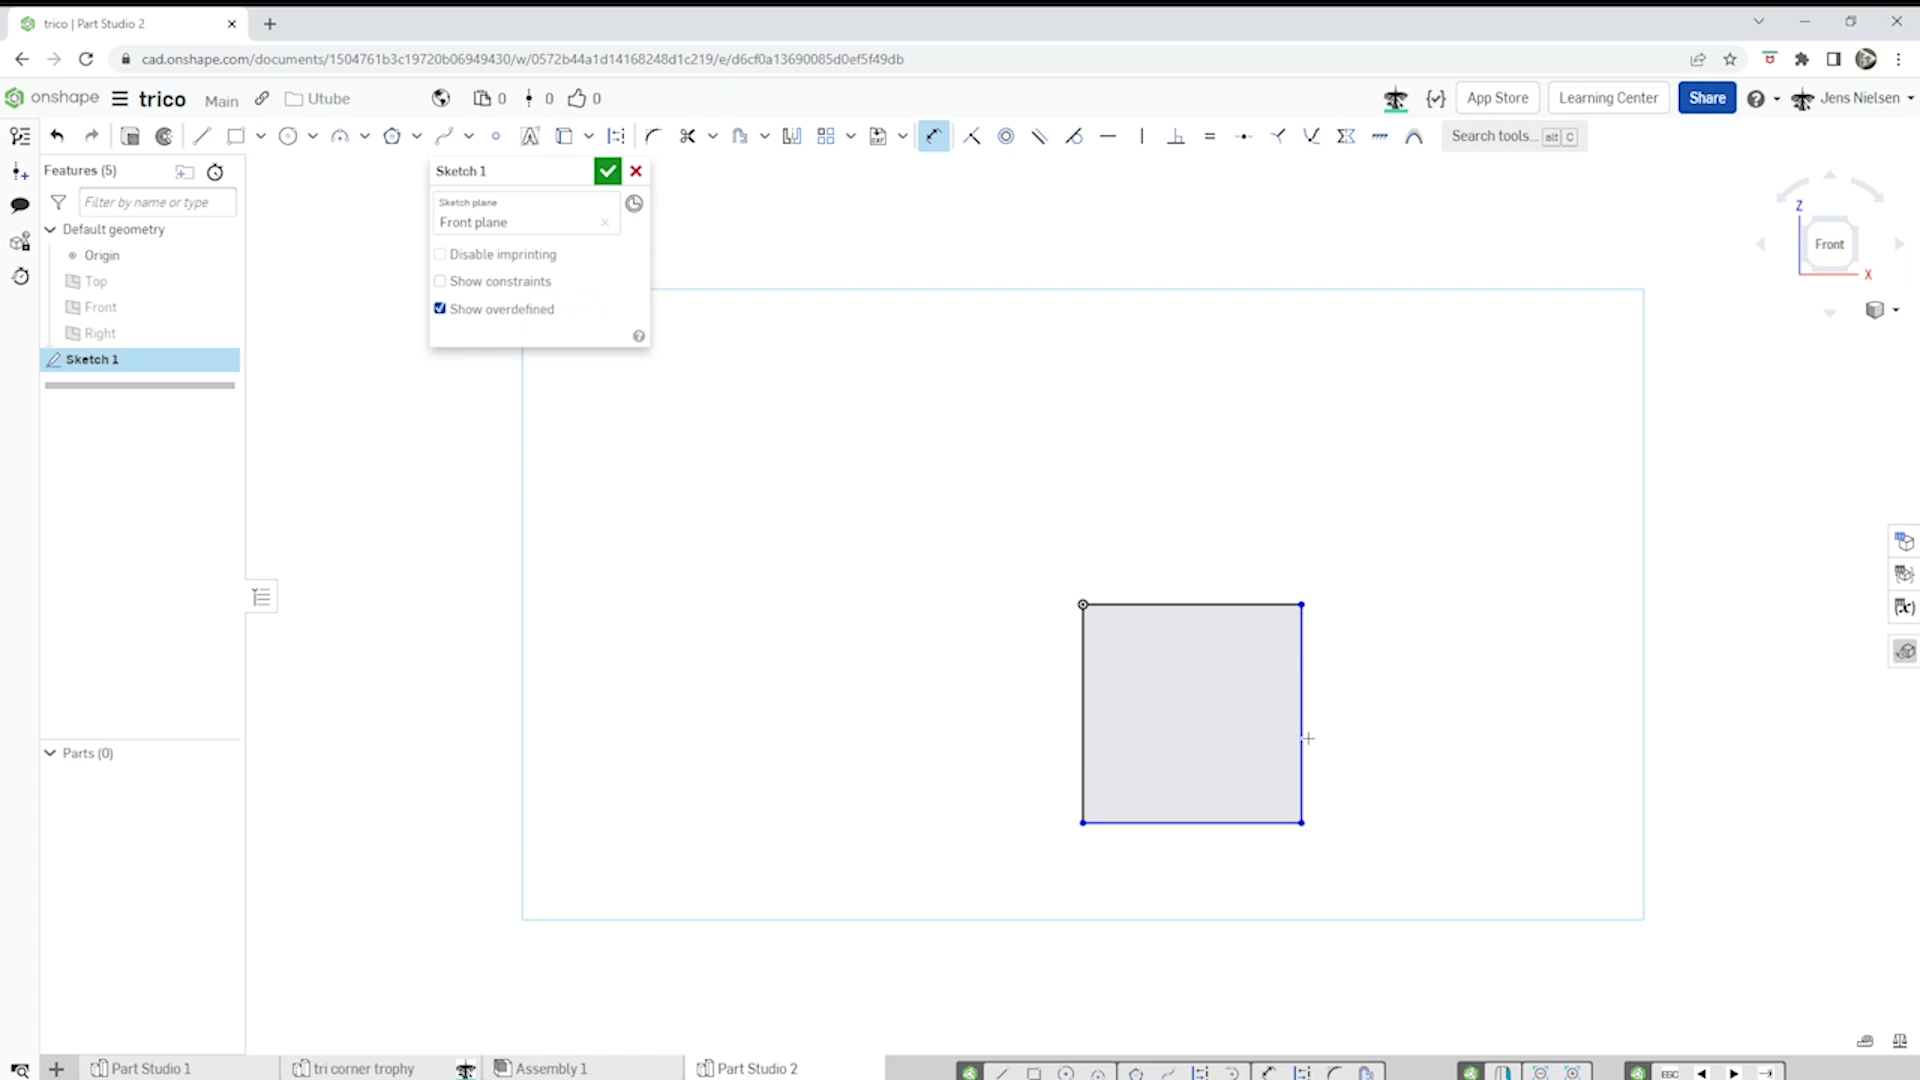 trico | Part Studio 2
cad.onshape.com/documents/1504761b3c19720b06949430/w/0572b44a1d14168248d1c219/e/d6cf0a13690085d0ef5f49db
onshape
trico
Main
Utube
0
0
0
App Store
Learning Center
Share
Jens Nielsen
Search tools...
alt
C
Features (5)
Filter by name or type
Default geometry
Origin
Top
Front
Right
Sketch 1
Sketch 1
Sketch plane
Front plane
Disable imprinting
Show constraints
Show overdefined
Z
Front
X
Parts (0)
Part Studio 1
tri corner trophy
Assembly 1
Part Studio 2
ESC